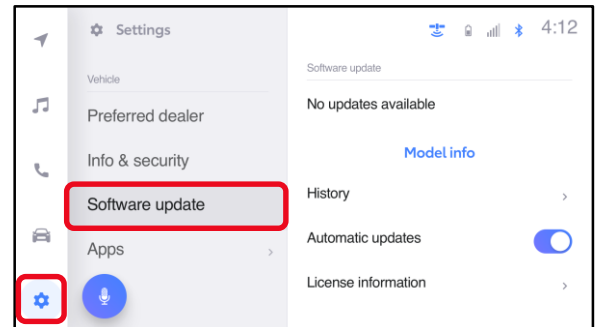 Settings
4:12
Vehicle
Preferred dealer
Info & security
Software update
Apps
Software update
No updates available
Model info
History
Automatic updates
License information